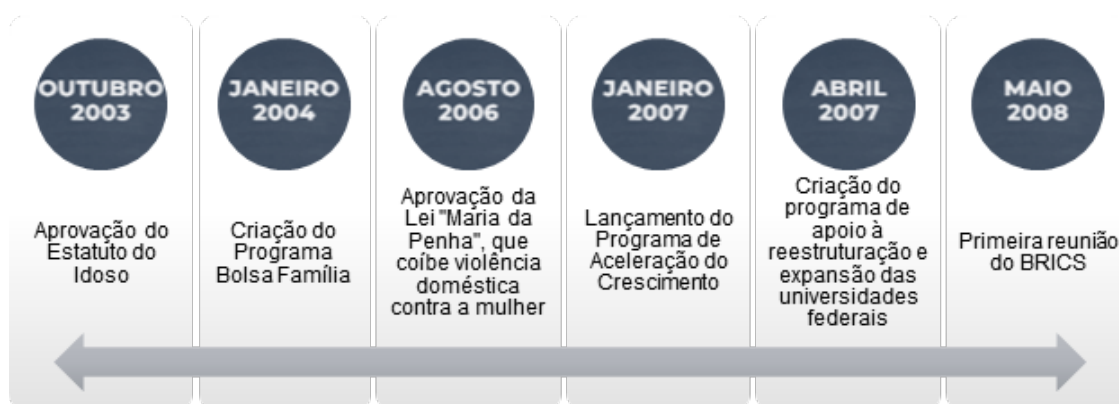 OUTUBRO
2003
Aprovação do
Estatuto do
Idoso
JANEIRO
2004
Criação do
Programa
Bolsa Família
AGOSTO
2006
Aprovação da
Lei "Maria da
Penha", que
coíbe violência
doméstica
contra a mulher
JANEIRO
2007
Lançamento do
Programa de
Aceleração do
Crescimento
ABRIL
2007
Criação do
programa de
apoio à
reestruturação e
expansão das
universidades
federais
MAIO
2008
Primeira reunião
do BRICS